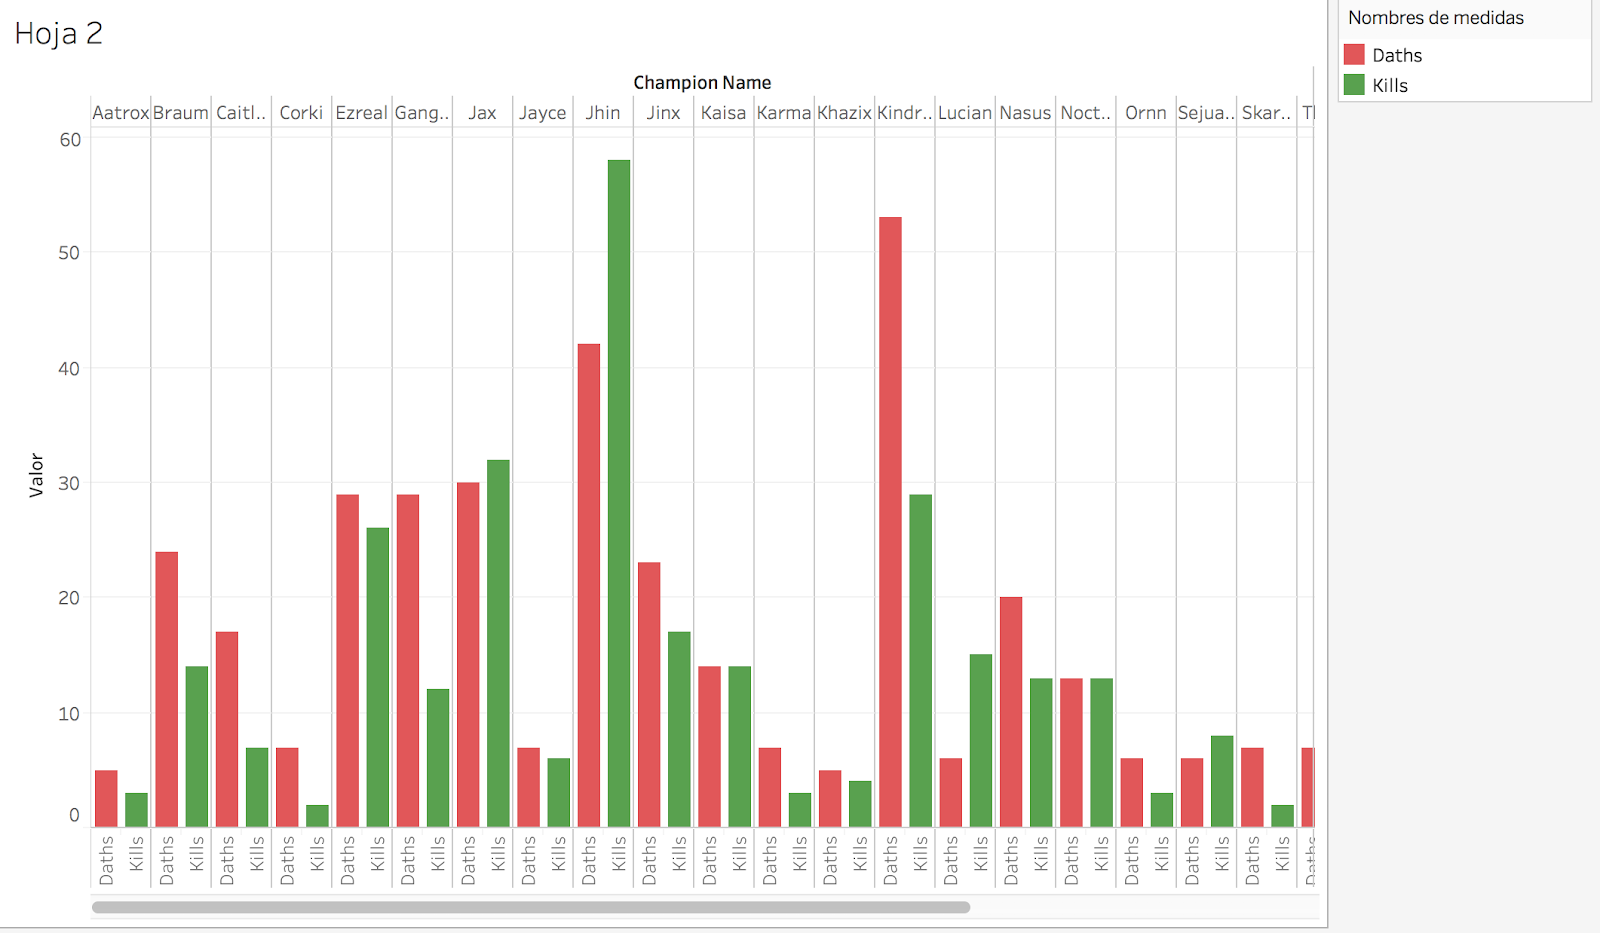 Hoja 2
Nombres de medidas
Daths
Kills
Champion Name
Aatrox Braum Caitl.. Corki Ezreal Gang.. Jax Jayce Jhin Jinx Kaisa Karma Khazix Kindr.. Lucian Nasus Noct.. Ornn Sejua.. Skar..
60
50
40
30
20
10
0
Valor
Daths Kills Daths Kills Daths Kills Daths Kills Daths Kills Daths Kills Daths Kills Daths Kills Daths Kills Daths Kills Daths Kills Daths Kills Daths Kills Daths Kills Daths Kills Daths Kills Daths Kills Daths Kills Daths Kills Daths Kills Daths